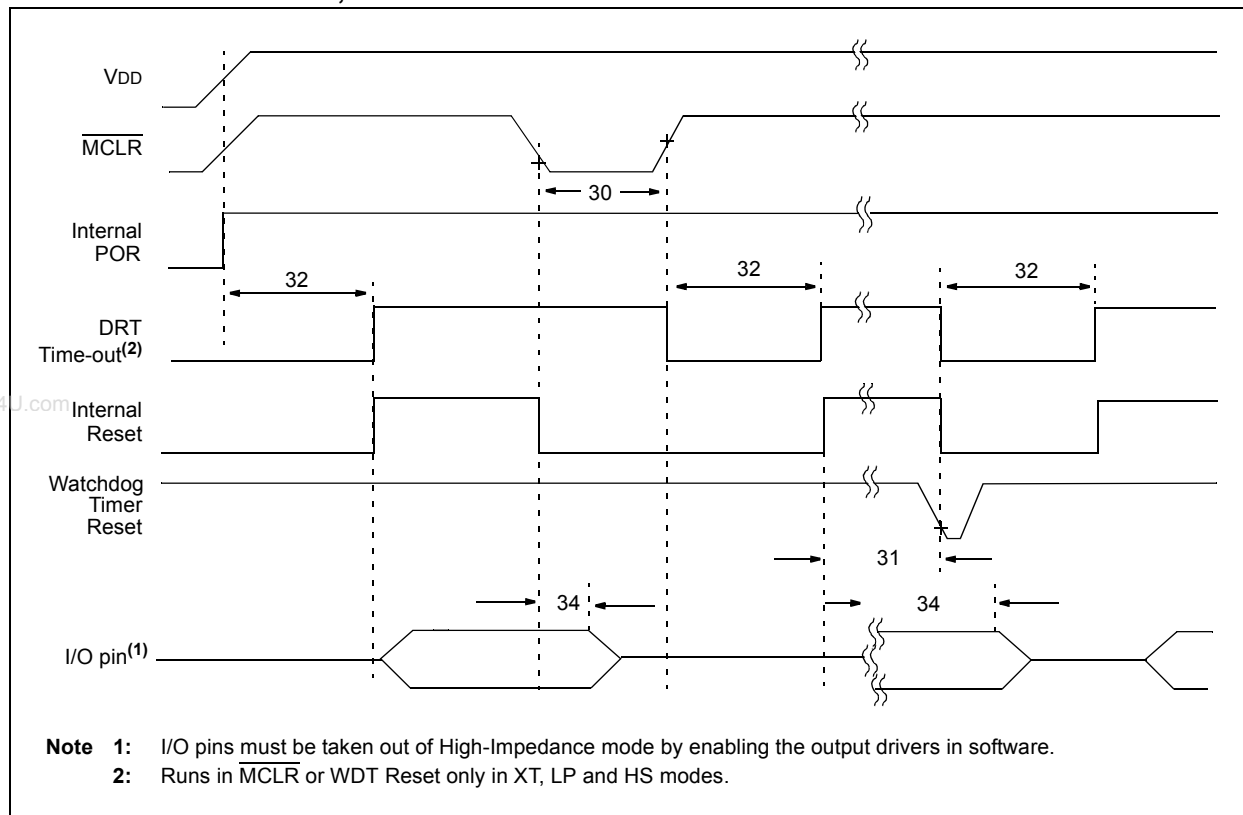 VDD
MCLR
30
Internal
POR
32
32
32
DRT
Time-out(2)
4U.com
Internal
Reset
Watchdog
Timer
Reset
31
34
34
I/O pin(1)
Note 1: I/O pins must be taken out of High-Impedance mode by enabling the output drivers in software.
2: Runs in MCLR or WDT Reset only in XT, LP and HS modes.